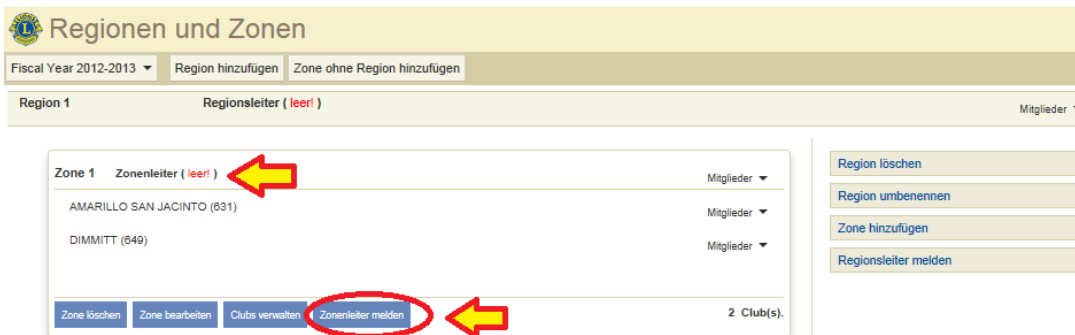 Regionen und Zonen
Fiscal Year 2012-2013 Region hinzufügen Zone ohne Region hinzufügen
Region 1 Regionsleiter ( leer! ) Mitglieder
Zone 1 Zonenleiter ( leer! ) Mitglieder
AMARILLO SAN JACINTO (631) Mitglieder
DIMMITT (649) Mitglieder
Zone löschen Zone bearbeiten Clubs verwalten Zonenleiter melden 2 Club(s).
Region löschen
Region umbenennen
Zone hinzufügen
Regionsleiter melden